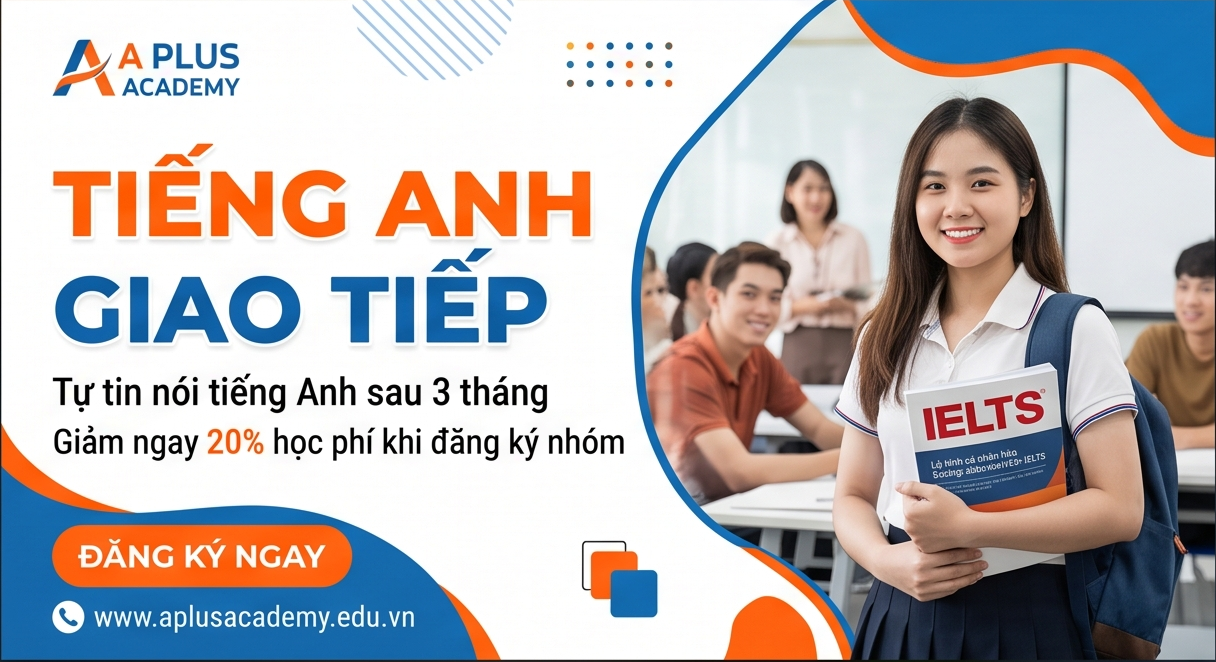 A PLUS
ACADEMY
TIẾNG ANH
GIAO TIẾP
Tự tin nói tiếng Anh sau 3 tháng
Giảm ngay 20% học phí khi đăng ký nhóm
ĐĂNG KÝ NGAY
www.aplusacademy.edu.vn
IELTS